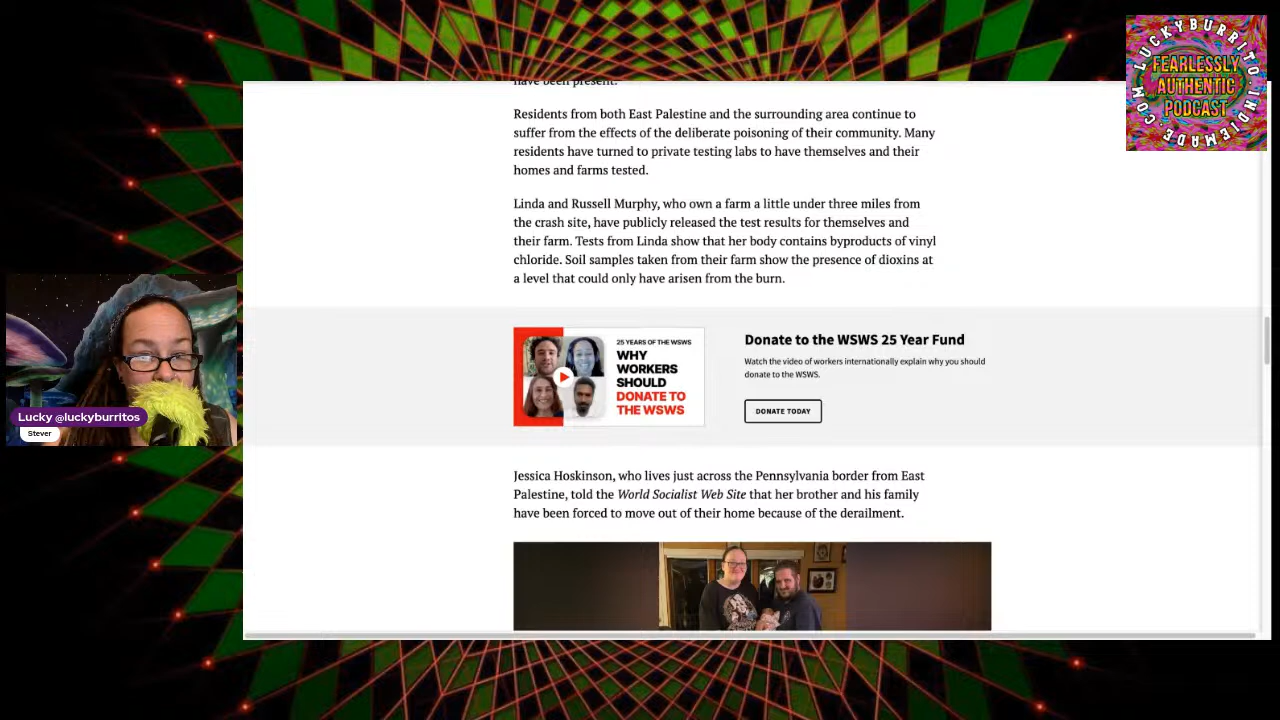 have been present.
Residents from both East Palestine and the surrounding area continue to
suffer from the effects of the deliberate poisoning of their community. Many
residents have turned to private testing labs to have themselves and their
homes and farms tested.
Linda and Russell Murphy, who own a farm a little under three miles from
the crash site, have publicly released the test results for themselves and
their farm. Tests from Linda show that her body contains byproducts of vinyl
chloride. Soil samples taken from their farm show the presence of dioxins at
a level that could only have arisen from the burn.
25 YEARS OF THE WSWS
WHY
WORKERS
SHOULD
DONATE TO
THE WSWS
Donate to the WSWS 25 Year Fund
Watch the video of workers internationally explain why you should
donate to the WSWS.
DONATE TODAY
Jessica Hoskinson, who lives just across the Pennsylvania border from East
Palestine, told the World Socialist Web Site that her brother and his family
have been forced to move out of their home because of the derailment.
Lucky @luckyburritos
Stever
LUCKYBURRITO.INDIEMADE.COM
FEARLESSLY
AUTHENTIC
PODCAST